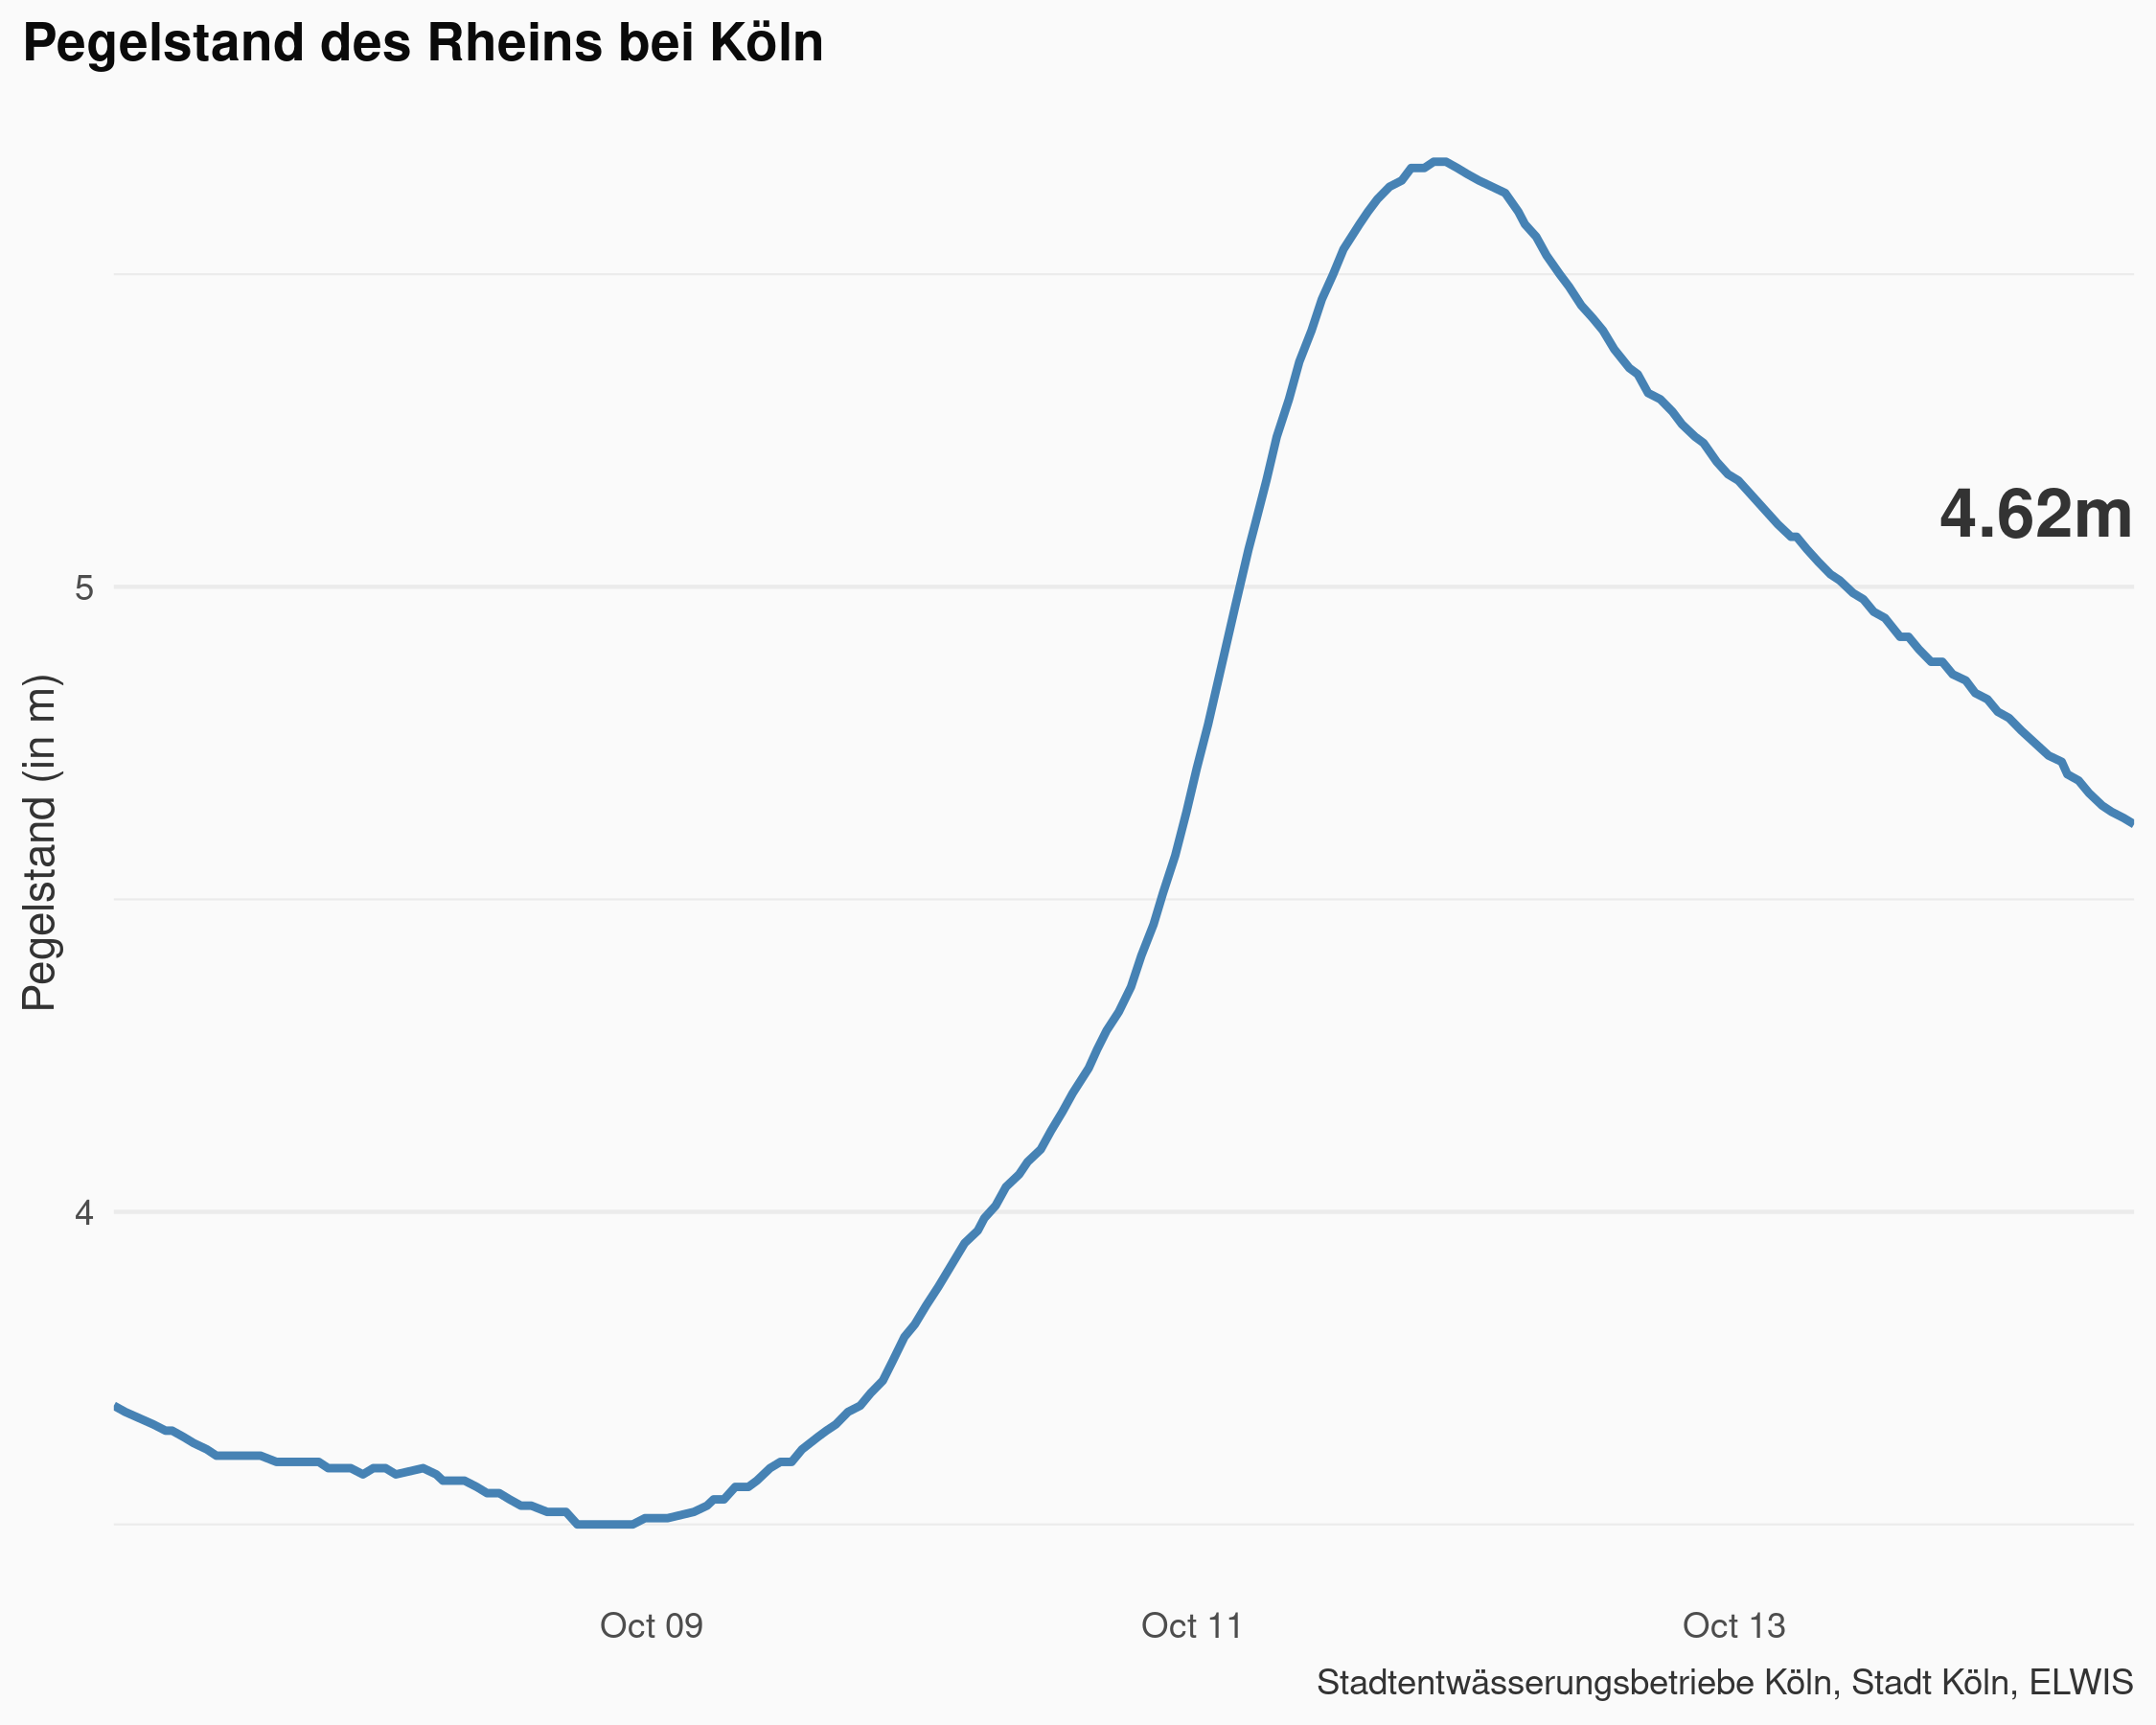 Pegelstand des Rheins bei Köln
4.62m
5
Pegelstand (in m)
4
Oct 09
Oct 11
Oct 13
Stadtentwässerungsbetriebe Köln, Stadt Köln, ELWIS